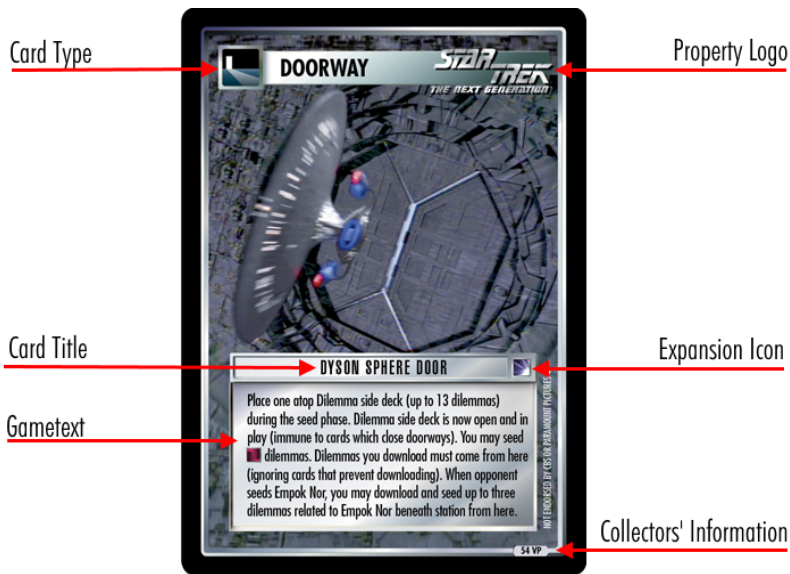 Card Type
DOORWAY
STAR TREK
THE NEXT GENERATION
Property Logo
Card Title
DYSON SPHERE DOOR
Expansion Icon
Gametext
Place one atop Dilemma side deck (up to 13 dilemmas)
during the seed phase. Dilemma side deck is now open and in
play (immune to cards which close doorways). You may seed
dilemmas. Dilemmas you download must come from here
(ignoring cards that prevent downloading). When opponent
seeds Empok Nor, you may download and seed up to three
dilemmas related to Empok Nor beneath station from here.
NOT ENDORSED BY CBS OR PARAMOUNT PICTURES.
Collectors' Information
54 VP